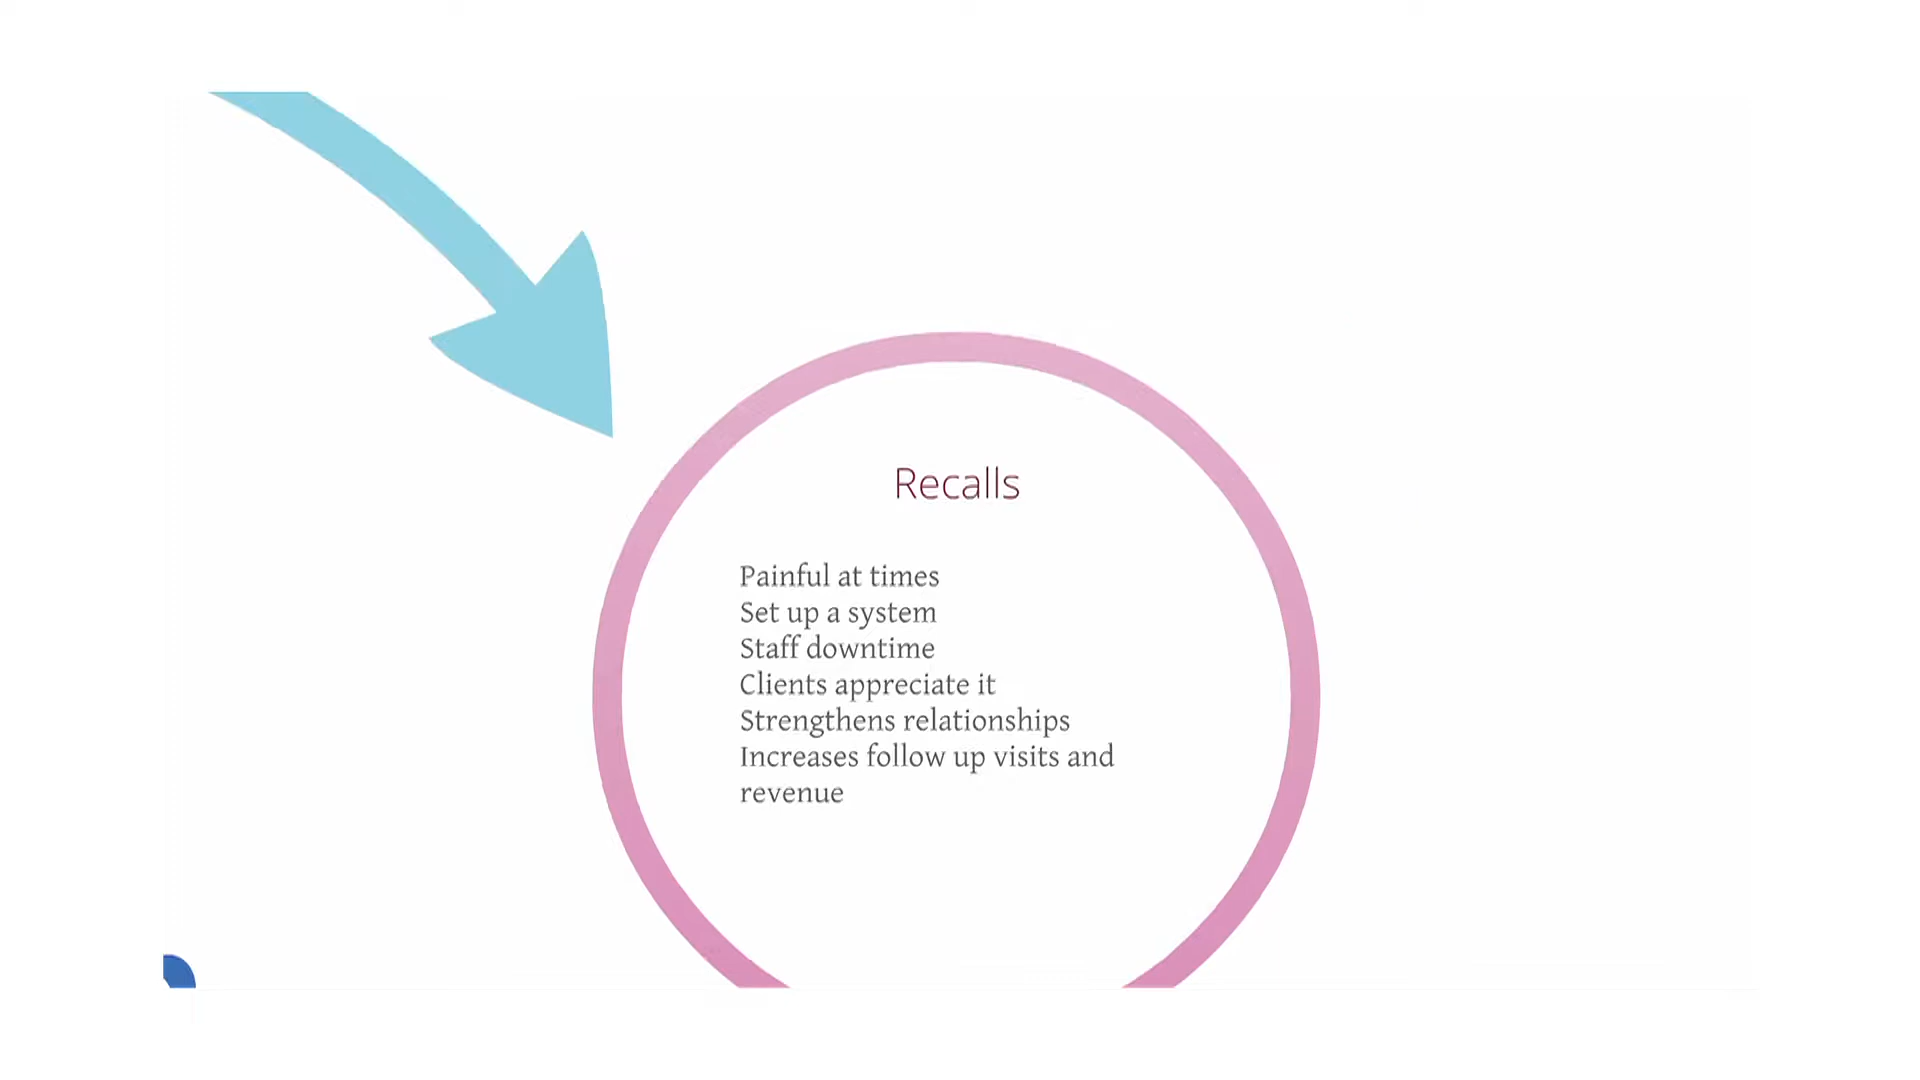 Recalls
Painful at times
Set up a system
Staff downtime
Clients appreciate it
Strengthens relationships
Increases follow up visits and
revenue